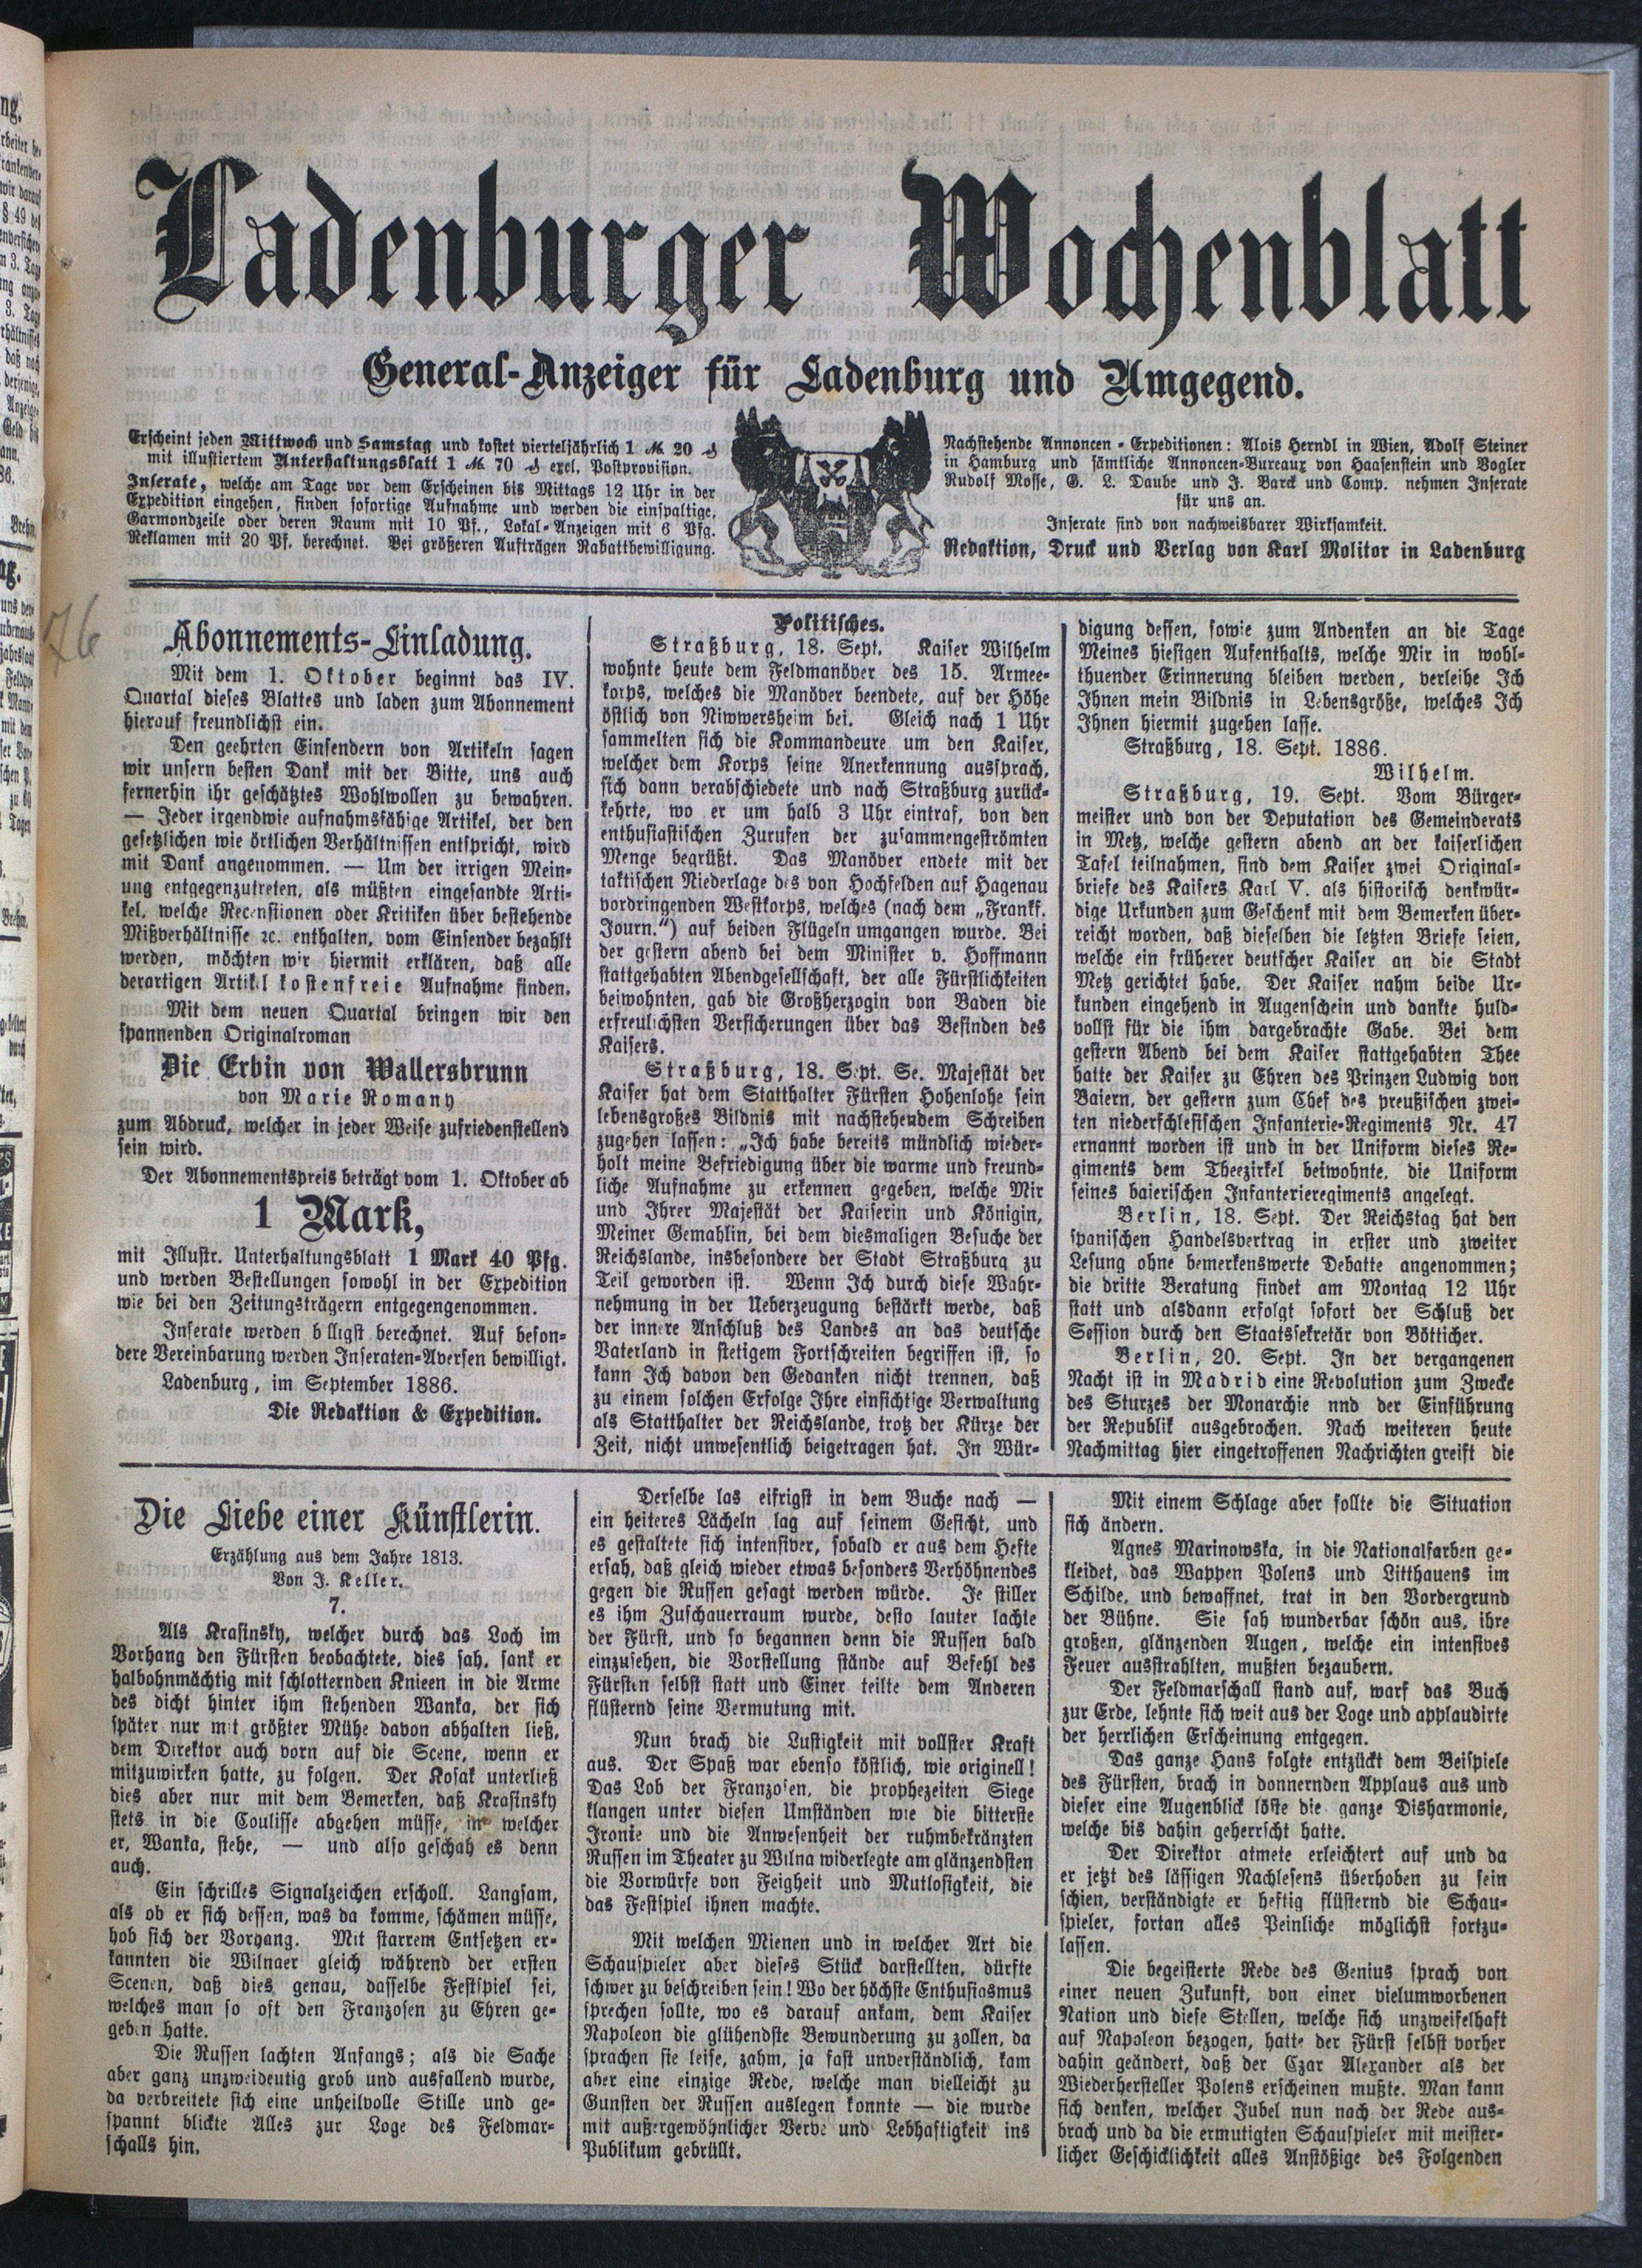 Ladenburger Wochenblatt
General-Anzeiger für Ladenburg und Umgegend.
Erscheint jeden Mittwoch und Samstag und kostet vierteljährlich 1 ℳ 20 ₰
mit illustiertem Unterhaltungsblatt 1 ℳ 70 ₰ excl. Postprovision.
Inserate, welche am Tage vor dem Erscheinen bis Mittags 12 Uhr in der
Expedition eingehen, finden sofortige Aufnahme und werden die einspaltige,
Garmondzeile oder deren Raum mit 10 Pf., Lokal-Anzeigen mit 6 Pfg.
Reklamen mit 20 Pf. berechnet. Bei größeren Aufträgen Rabattbewilligung.
Nachstehende Annoncen-Expeditionen: Alois Herndl in Wien, Adolf Steiner
in Hamburg und sämtliche Annoncen-Bureaux von Haasenstein und Vogler
Rudolf Mosse, G. L. Daube und J. Barck und Comp. nehmen Inserate
für uns an.
Inserate sind von nachweisbarer Wirksamkeit.
Redaktion, Druck und Verlag von Karl Molitor in Ladenburg
76
Abonnements-Einladung.
Mit dem 1. Oktober beginnt das IV.
Quartal dieses Blattes und laden zum Abonnement
hierauf freundlichst ein.
Den geehrten Einsendern von Artikeln sagen
wir unsern besten Dank mit der Bitte, uns auch
fernerhin ihr geschätztes Wohlwollen zu bewahren.
— Jeder irgendwie aufnahmsfähige Artikel, der den
gesetzlichen wie örtlichen Verhältnissen entspricht, wird
mit Dank angenommen. — Um der irrigen Mein-
ung entgegenzutreten, als müßten eingesandte Arti-
kel, welche Recenstionen oder Kritiken über bestehende
Mißverhältnisse ꝛc. enthalten, vom Einsender bezahlt
werden, möchten wir hiermit erklären, daß alle
derartigen Artikel kostenfreie Aufnahme finden.
Mit dem neuen Quartal bringen wir den
spannenden Originalroman
Die Erbin von Wallersbrunn
von Marie Romany
zum Abdruck, welcher in jeder Weise zufriedenstellend
sein wird.
Der Abonnementspreis beträgt vom 1. Oktober ab
1 Mark,
mit Illustr. Unterhaltungsblatt 1 Mark 40 Pfg.
und werden Bestellungen sowohl in der Expedition
wie bei den Zeitungsträgern entgegengenommen.
Inserate werden billigst berechnet. Auf beson-
dere Vereinbarung werden Inseraten-Aversen bewilligt.
Ladenburg, im September 1886.
Die Redaktion & Expedition.
Politisches.
Straßburg, 18. Sept. Kaiser Wilhelm
wohnte heute dem Feldmanöver des 15. Armee-
korps, welches die Manöver beendete, auf der Höhe
östlich von Niwwersheim bei. Gleich nach 1 Uhr
sammelten sich die Kommandeure um den Kaiser,
welcher dem Korps seine Anerkennung aussprach,
sich dann verabschiedete und nach Straßburg zurück-
kehrte, wo er um halb 3 Uhr eintraf, von den
enthusiastischen Zurufen der zusammengeströmten
Menge begrüßt. Das Manöver endete mit der
taktischen Niederlage des von Hochfelden auf Hagenau
vordringenden Westkorps, welches (nach dem „Frankf.
Journ.“) auf beiden Flügeln umgangen wurde. Bei
der gestern abend bei dem Minister v. Hoffmann
stattgehabten Abendgesellschaft, der alle Fürstlichkeiten
beiwohnten, gab die Großherzogin von Baden die
erfreulichsten Versicherungen über das Befinden des
Kaisers.
Straßburg, 18. Sept. Se. Majestät der
Kaiser hat dem Statthalter Fürsten Hohenlohe sein
lebensgroßes Bildnis mit nachstehendem Schreiben
zugehen lassen: „Ich habe bereits mündlich wieder-
holt meine Befriedigung über die warme und freund-
liche Aufnahme zu erkennen gegeben, welche Mir
und Ihrer Majestät der Kaiserin und Königin,
Meiner Gemahlin, bei dem diesmaligen Besuche der
Reichslande, insbesondere der Stadt Straßburg zu
Teil geworden ist. Wenn Ich durch diese Wahr-
nehmung in der Ueberzeugung bestärkt werde, daß
der innere Anschluß des Landes an das deutsche
Vaterland in stetigem Fortschreiten begriffen ist, so
kann Ich davon den Gedanken nicht trennen, daß
zu einem solchen Erfolge Ihre einsichtige Verwaltung
als Statthalter der Reichslande, trotz der Kürze der
Zeit, nicht unwesentlich beigetragen hat. In Wür-
digung dessen, sowie zum Andenken an die Tage
Meines hiesigen Aufenthalts, welche Mir in wohl-
thuender Erinnerung bleiben werden, verleihe Ich
Ihnen mein Bildnis in Lebensgröße, welches Ich
Ihnen hiermit zugehen lasse.
Straßburg, 18. Sept. 1886.
Wilhelm.
Straßburg, 19. Sept. Vom Bürger-
meister und von der Deputation des Gemeinderats
in Metz, welche gestern abend an der kaiserlichen
Tafel teilnahmen, sind dem Kaiser zwei Original-
briefe des Kaisers Karl V. als historisch denkwür-
dige Urkunden zum Geschenk mit dem Bemerken über-
reicht worden, daß dieselben die letzten Briefe seien,
welche ein früherer deutscher Kaiser an die Stadt
Metz gerichtet habe. Der Kaiser nahm beide Ur-
kunden eingehend in Augenschein und dankte huld-
vollst für die ihm dargebrachte Gabe. Bei dem
gestern Abend bei dem Kaiser stattgehabten Thee
hatte der Kaiser zu Ehren des Prinzen Ludwig von
Baiern, der gestern zum Chef des preußischen zwei-
ten niederschlesischen Infanterie-Regiments Nr. 47
ernannt worden ist und in der Uniform dieses Re-
giments dem Theezirkel beiwohnte, die Uniform
seines baierischen Infanterieregiments angelegt.
Berlin, 18. Sept. Der Reichstag hat den
spanischen Handelsvertrag in erster und zweiter
Lesung ohne bemerkenswerte Debatte angenommen;
die dritte Beratung findet am Montag 12 Uhr
statt und alsdann erfolgt sofort der Schluß der
Session durch den Staatssekretär von Bötticher.
Berlin, 20. Sept. In der vergangenen
Nacht ist in Madrid eine Revolution zum Zwecke
des Sturzes der Monarchie nnd der Einführung
der Republik ausgebrochen. Nach weiteren heute
Nachmittag hier eingetroffenen Nachrichten greift die
Die Liebe einer Künstlerin.
Erzählung aus dem Jahre 1813.
Von J. Keller.
7.
Als Krasinsky, welcher durch das Loch im
Vorhang den Fürsten beobachtete, dies sah, sank er
halbohnmächtig mit schlotternden Knieen in die Arme
des dicht hinter ihm stehenden Wanka, der sich
später nur mit größter Mühe davon abhalten ließ,
dem Direktor auch vorn auf die Scene, wenn er
mitzuwirken hatte, zu folgen. Der Kosak unterließ
dies aber nur mit dem Bemerken, daß Krasinsky
stets in die Coulisse abgehen müsse, in welcher
er, Wanka, stehe, — und also geschah es denn
auch.
Ein schrilles Signalzeichen erscholl. Langsam,
als ob er sich dessen, was da komme, schämen müsse,
hob sich der Vorhang. Mit starrem Entsetzen er-
kannten die Wilnaer gleich während der ersten
Scenen, daß dies genau, dasselbe Festspiel sei,
welches man so oft den Franzosen zu Ehren ge-
geben hatte.
Die Russen lachten Anfangs; als die Sache
aber ganz unzweideutig grob und ausfallend wurde,
da verbreitete sich eine unheilvolle Stille und ge-
spannt blickte Alles zur Loge des Feldmar-
schalls hin.
Derselbe las eifrigst in dem Buche nach —
ein heiteres Lächeln lag auf seinem Gesicht, und
es gestaltete sich intensiver, sobald er aus dem Hefte
ersah, daß gleich wieder etwas besonders Verhöhnendes
gegen die Russen gesagt werden würde. Je stiller
es ihm Zuschauerraum wurde, desto lauter lachte
der Fürst, und so begannen denn die Russen bald
einzusehen, die Vorstellung stände auf Befehl des
Fürsten selbst statt und Einer teilte dem Anderen
flüsternd seine Vermutung mit.
Nun brach die Lustigkeit mit vollster Kraft
aus. Der Spaß war ebenso köstlich, wie originell!
Das Lob der Franzosen, die prophezeiten Siege
klangen unter diesen Umständen wie die bitterste
Ironie und die Anwesenheit der ruhmbekränzten
Russen im Theater zu Wilna widerlegte am glänzendsten
die Vorwürfe von Feigheit und Mutlosigkeit, die
das Festspiel ihnen machte.
Mit welchen Mienen und in welcher Art die
Schauspieler aber dieses Stück darstellten, dürfte
schwer zu beschreiben sein! Wo der höchste Enthusiasmus
sprechen sollte, wo es darauf ankam, dem Kaiser
Napoleon die glühendste Bewunderung zu zollen, da
sprachen sie leise, zahm, ja fast unverständlich, kam
aber eine einzige Rede, welche man vielleicht zu
Gunsten der Russen auslegen konnte — die wurde
mit außergewöhnlicher Verve und Lebhaftigkeit ins
Publikum gebrüllt.
Mit einem Schlage aber sollte die Situation
sich ändern.
Agnes Marinowska, in die Nationalfarben ge-
kleidet, das Wappen Polens und Litthauens im
Schilde, und bewaffnet, trat in den Vordergrund
der Bühne. Sie sah wunderbar schön aus, ihre
großen, glänzenden Augen, welche ein intensives
Feuer ausstrahlten, mußten bezaubern.
Der Feldmarschall stand auf, warf das Buch
zur Erde, lehnte sich weit aus der Loge und applaudirte
der herrlichen Erscheinung entgegen.
Das ganze Hans folgte entzückt dem Beispiele
des Fürsten, brach in donnernden Applaus aus und
dieser eine Augenblick löste die ganze Disharmonie,
welche bis dahin geherrscht hatte.
Der Direktor atmete erleichtert auf und da
er jetzt des lässigen Nachlesens überhoben zu sein
schien, verständigte er heftig flüsternd die Schau-
spieler, fortan alles Peinliche möglichst fortzu-
lassen.
Die begeisterte Rede des Genius sprach von
einer neuen Zukunft, von einer vielumworbenen
Nation und diese Stellen, welche sich unzweifelhaft
auf Napoleon bezogen, hatte der Fürst selbst vorher
dahin geändert, daß der Czar Alexander als der
Wiederhersteller Polens erscheinen mußte. Man kann
sich denken, welcher Jubel nun nach der Rede aus-
brach und da die ermutigten Schauspieler mit meister-
licher Geschicklichkeit alles Anstößige des Folgenden